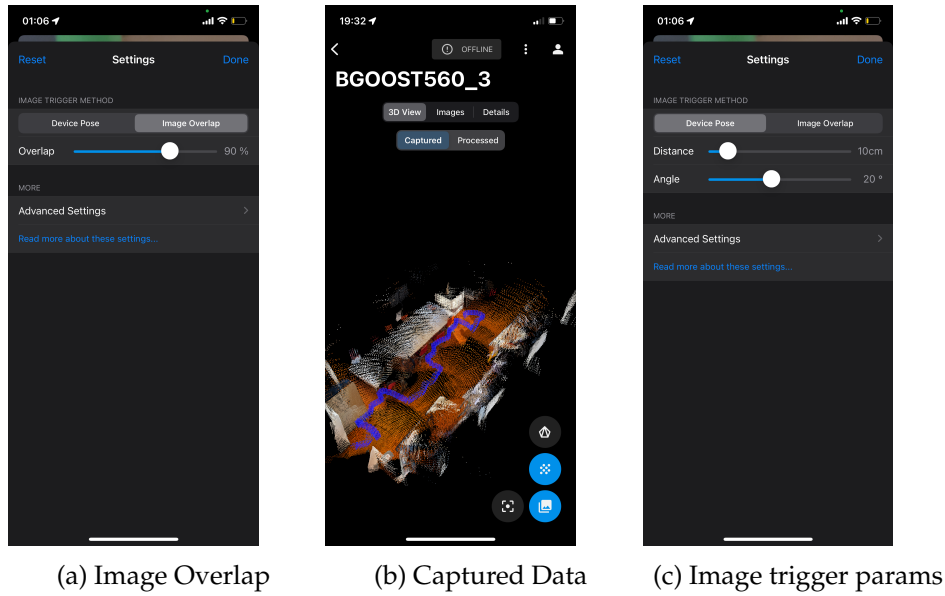 01:06
Reset Settings Done
IMAGE TRIGGER METHOD
Device Pose Image Overlap
Overlap 90 %
MORE
Advanced Settings
Read more about these settings...
(a) Image Overlap
19:32
OFFLINE
BGOOST560_3
3D View Images Details
Captured Processed
(b) Captured Data
01:06
Reset Settings Done
IMAGE TRIGGER METHOD
Device Pose Image Overlap
Distance 10cm
Angle 20 °
MORE
Advanced Settings
Read more about these settings...
(c) Image trigger params